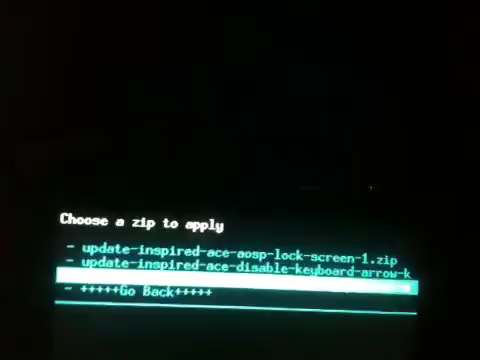 Choose a zip to apply
- update-inspired-ace-aosp-lock-screen-1.zip
- update-inspired-ace-disable-keyboard-arrow-k
- +++++Go Back+++++